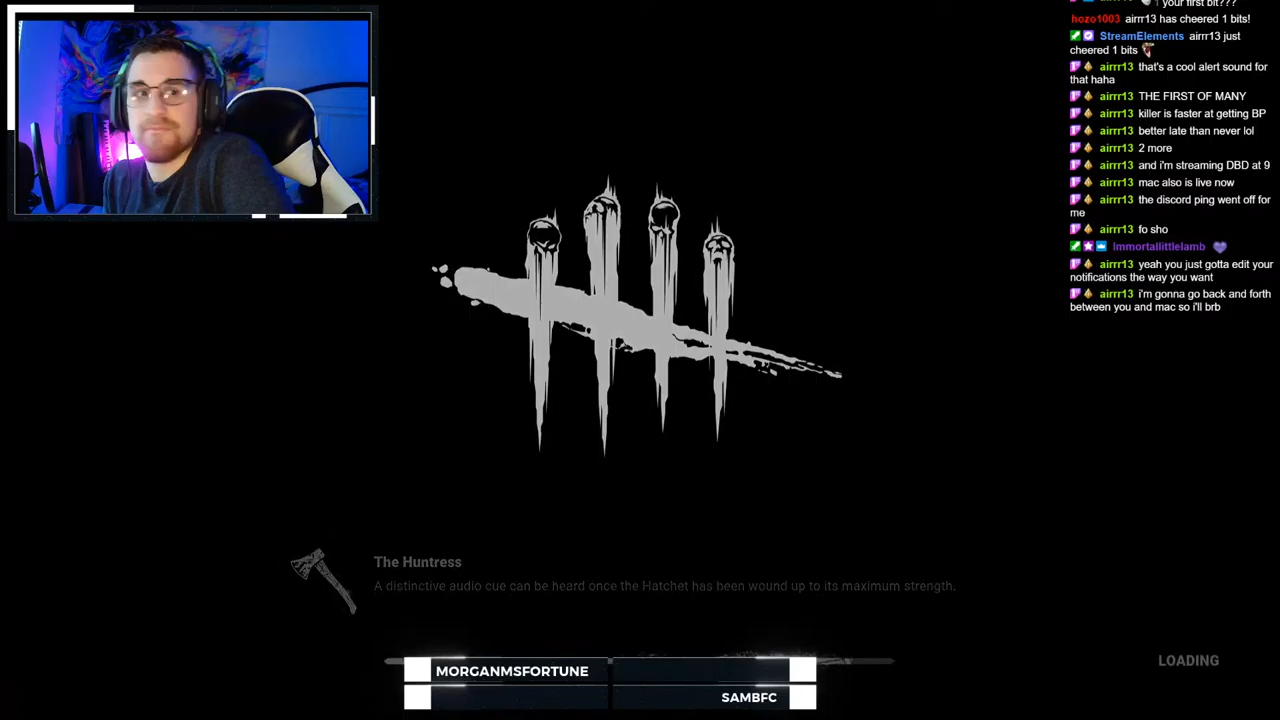 your first bit???
hozo1003 airrr13 has cheered 1 bits!
StreamElements airrr13 just
cheered 1 bits
airrr13 that's a cool alert sound for
that haha
airrr13 THE FIRST OF MANY
airrr13 killer is faster at getting BP
airrr13 better late than never lol
airrr13 2 more
airrr13 and i'm streaming DBD at 9
airrr13 mac also is live now
airrr13 the discord ping went off for
me
airrr13 fo sho
Immortallittlelamb
airrr13 yeah you just gotta edit your
notifications the way you want
airrr13 i'm gonna go back and forth
between you and mac so i'll brb
The Huntress
A distinctive audio cue can be heard once the Hatchet has been wound up to its maximum strength.
LOADING
MORGANMSFORTUNE
SAMBFC